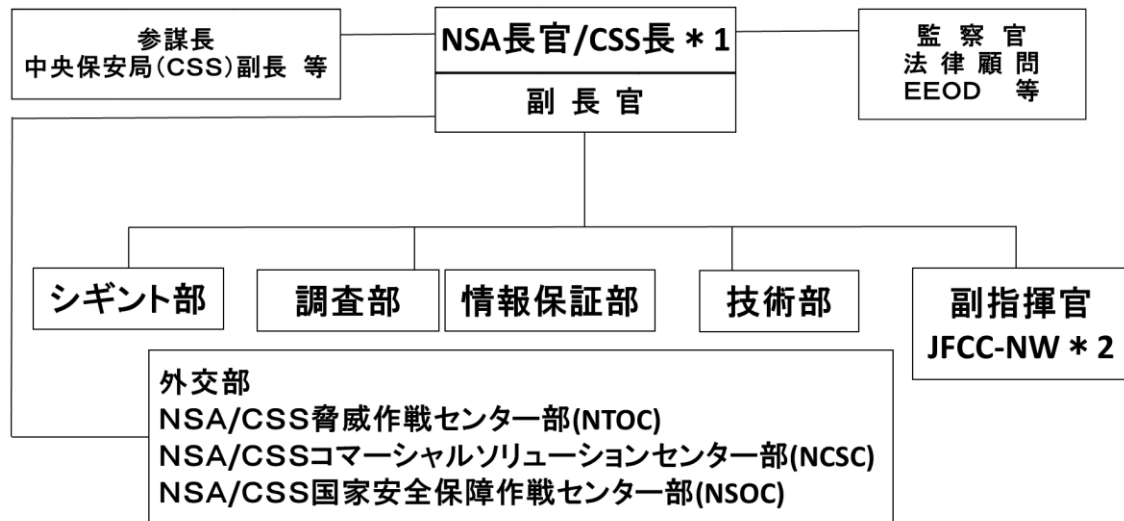 参謀長
中央保安局(CSS)副長 等
NSA長官/CSS長＊1
副 長 官
監 察 官
法 律 顧 問
EEOD 等
シギント部
調査部
情報保証部
技術部
副指揮官
JFCC-NW＊2
外交部
NSA/CSS脅威作戦センター部(NTOC)
NSA/CSSコマーシャルソリューションセンター部(NCSC)
NSA/CSS国家安全保障作戦センター部(NSOC)